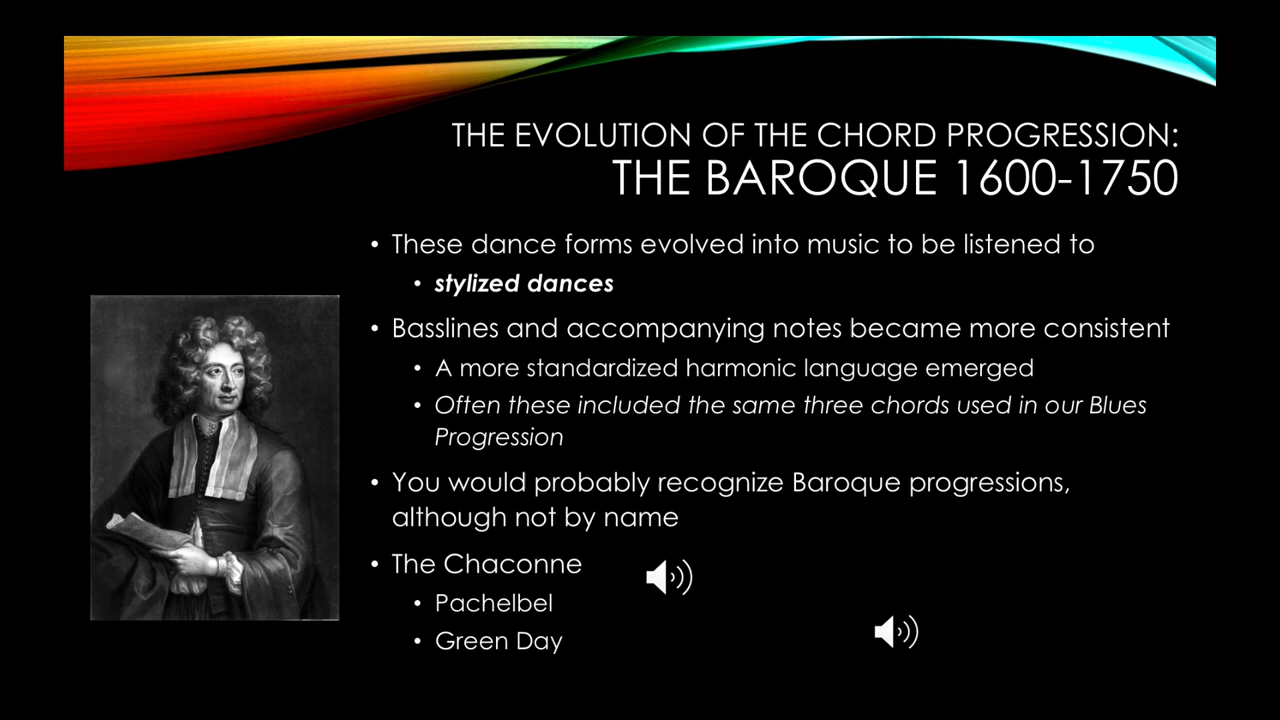 THE EVOLUTION OF THE CHORD PROGRESSION:
THE BAROQUE 1600-1750
• These dance forms evolved into music to be listened to
• stylized dances
• Basslines and accompanying notes became more consistent
• A more standardized harmonic language emerged
• Often these included the same three chords used in our Blues
Progression
• You would probably recognize Baroque progressions,
although not by name
• The Chaconne
• Pachelbel
• Green Day